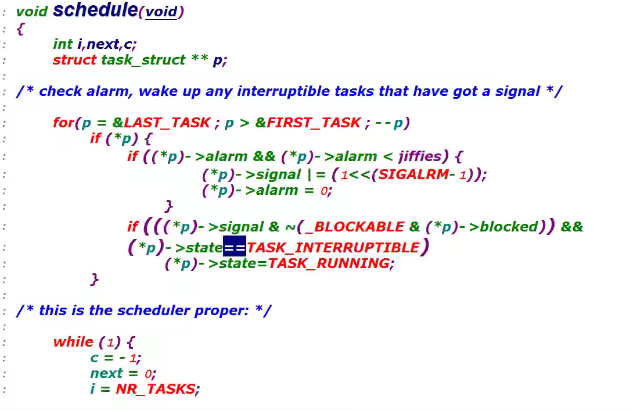 void schedule(void)
{
int i,next,c;
struct task_struct ** p;
/* check alarm, wake up any interruptible tasks that have got a signal */
for(p = &LAST_TASK ; p > &FIRST_TASK ; --p)
if (*p) {
if ((*p)->alarm && (*p)->alarm < jiffies) {
(*p)->signal |= (1<<(SIGALRM-1));
(*p)->alarm = 0;
}
if (((*p)->signal & ~(_BLOCKABLE & (*p)->blocked)) &&
(*p)->state==TASK_INTERRUPTIBLE)
(*p)->state=TASK_RUNNING;
}
/* this is the scheduler proper: */
while (1) {
c = -1;
next = 0;
i = NR_TASKS;